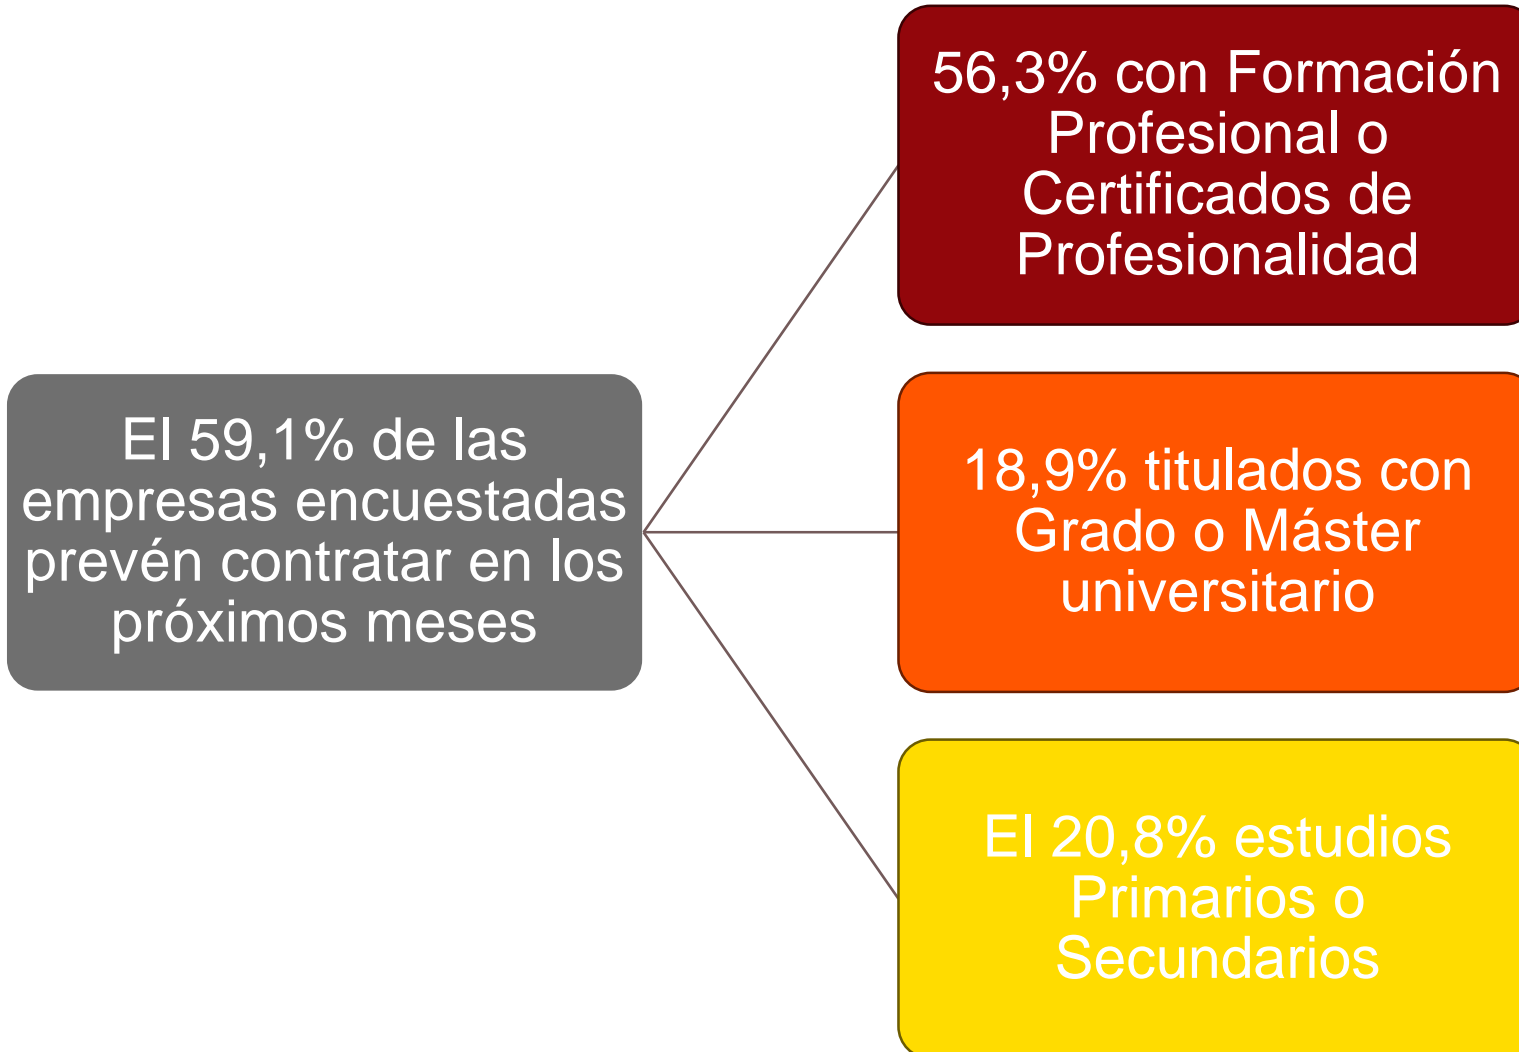 El 59,1% de las
empresas encuestadas
prevén contratar en los
próximos meses
56,3% con Formación
Profesional o
Certificados de
Profesionalidad
18,9% titulados con
Grado o Máster
universitario
El 20,8% estudios
Primarios o
Secundarios